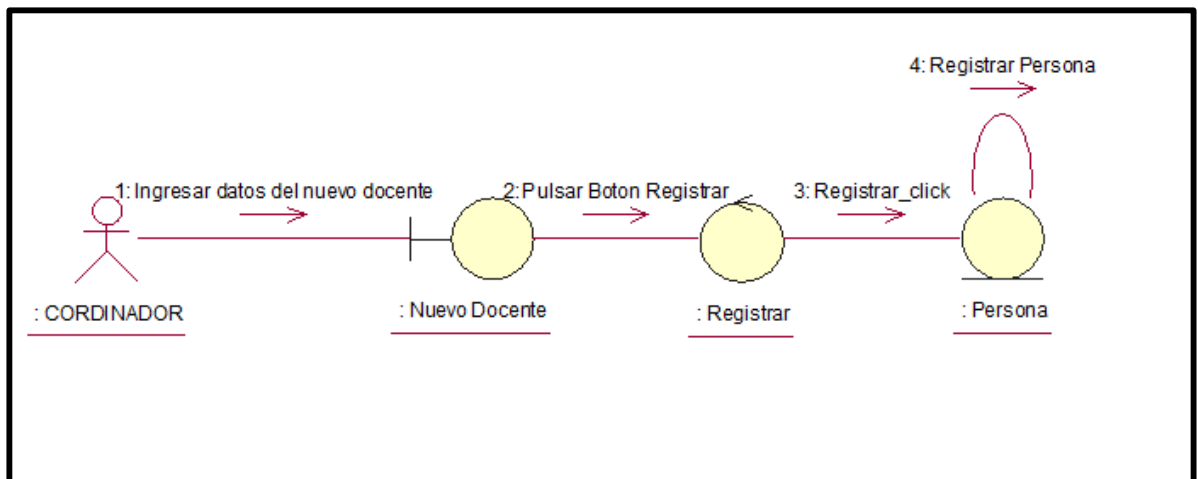 4: Registrar Persona
1: Ingresar datos del nuevo docente
2: Pulsar Boton Registrar
3: Registrar_click
: CORDINADOR
: Nuevo Docente
: Registrar
: Persona